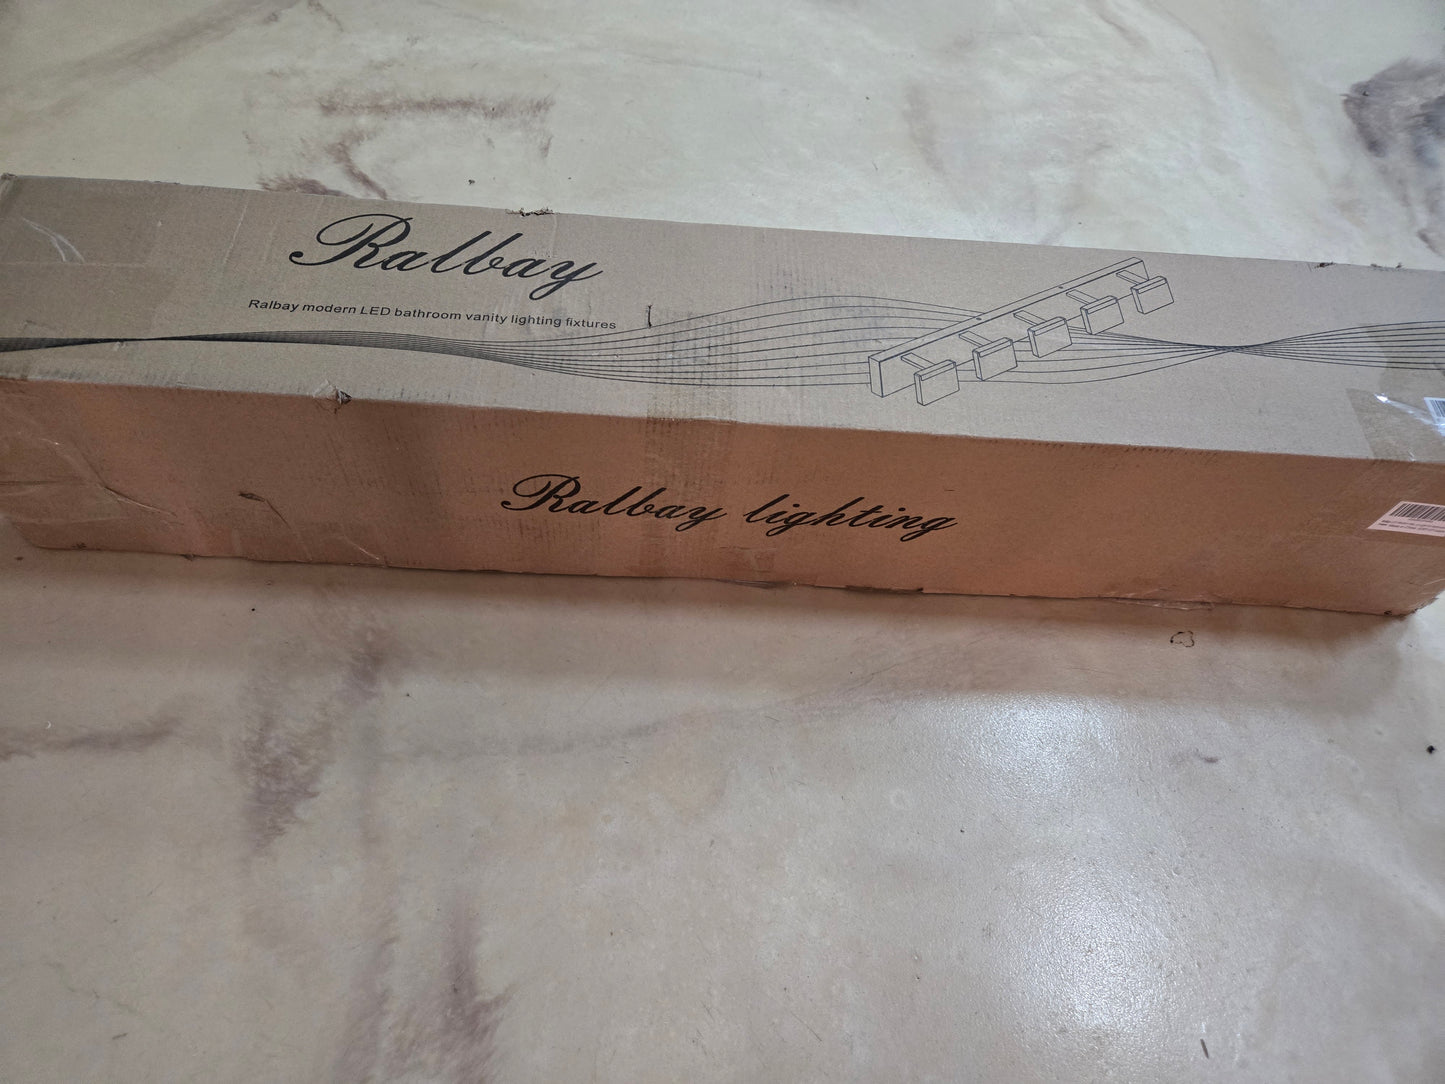 Ralbay
Ralbay modern LED bathroom vanity lighting fixtures
Ralbay lighting